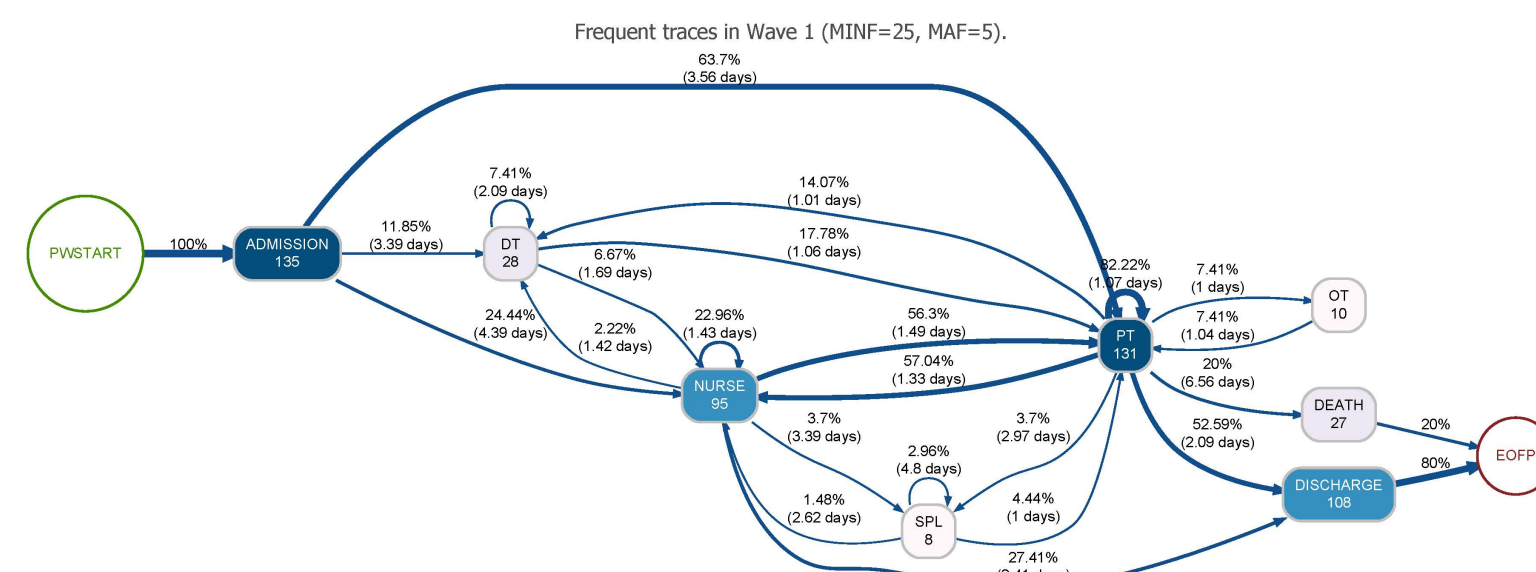 Frequent traces in Wave 1 (MINF=25, MAF=5).
63.7%
(3.56 days)
7.41%
(2.09 days)
14.07%
(1.01 days)
PWSTART
100%
ADMISSION
135
11.85%
(3.39 days)
DT
28
17.78%
(1.06 days)
6.67%
(1.69 days)
82.22%
(1.07 days)
7.41%
(1 days)
OT
10
24.44%
(4.39 days)
2.22%
(1.42 days)
22.96%
(1.43 days)
56.3%
(1.49 days)
PT
131
7.41%
(1.04 days)
57.04%
(1.33 days)
20%
(6.56 days)
NURSE
95
DEATH
27
20%
3.7%
(3.39 days)
3.7%
(2.97 days)
52.59%
(2.09 days)
2.96%
(4.8 days)
80%
EOFP
DISCHARGE
108
1.48%
(2.62 days)
SPL
8
4.44%
(1 days)
27.41%